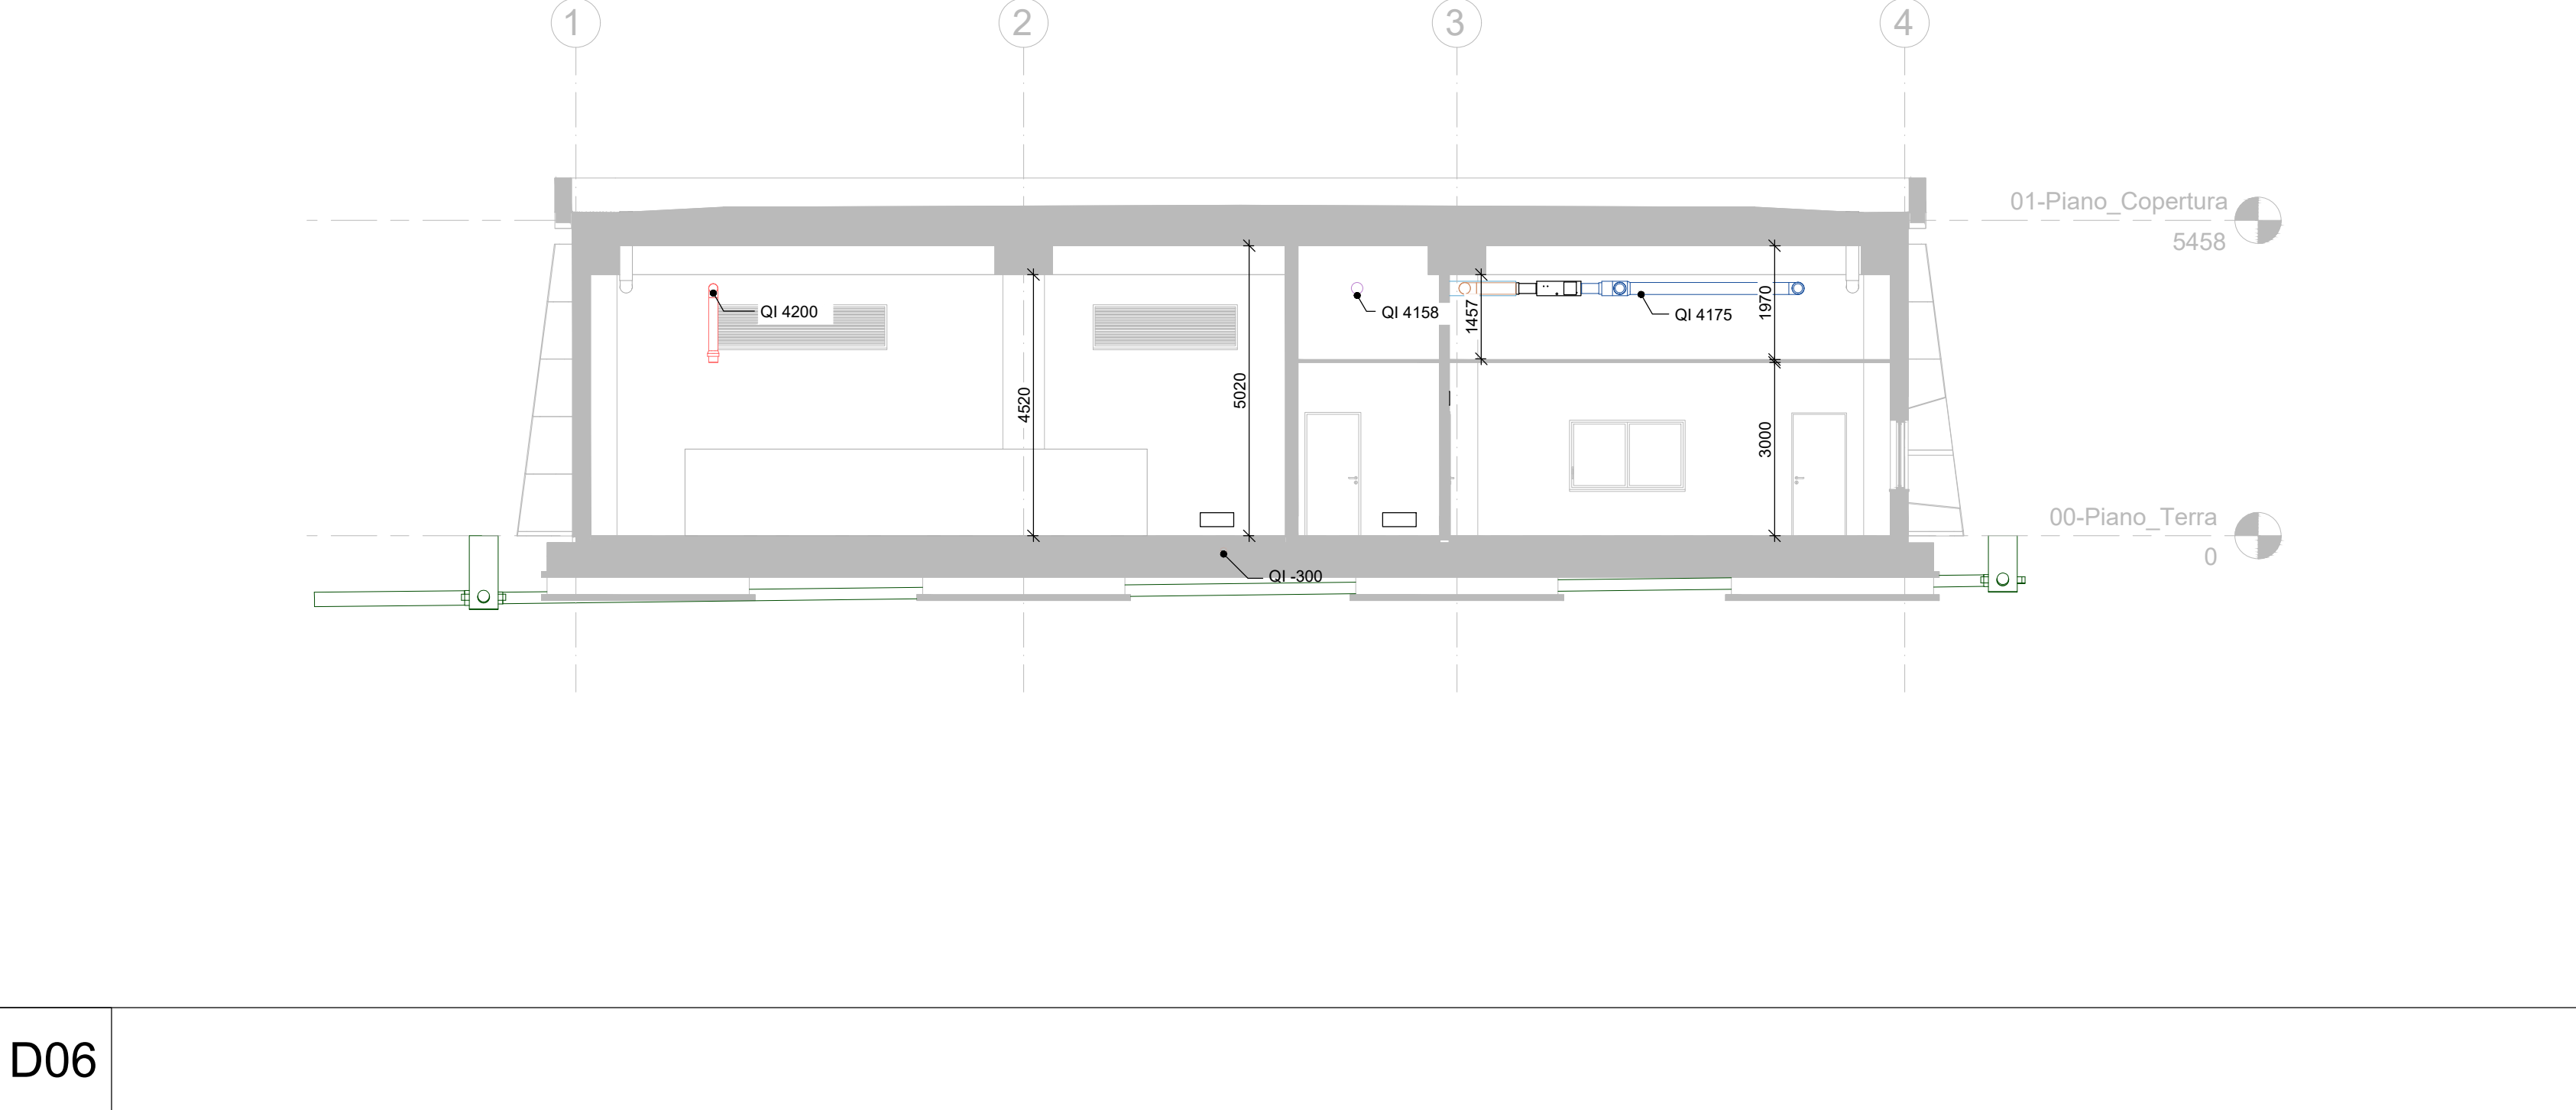 1
2
3
4
01-Piano_Copertura
5458
QI 4200
QI 4158
QI 4175
1457
1970
4520
5020
3000
00-Piano_Terra
0
QI -300
D06